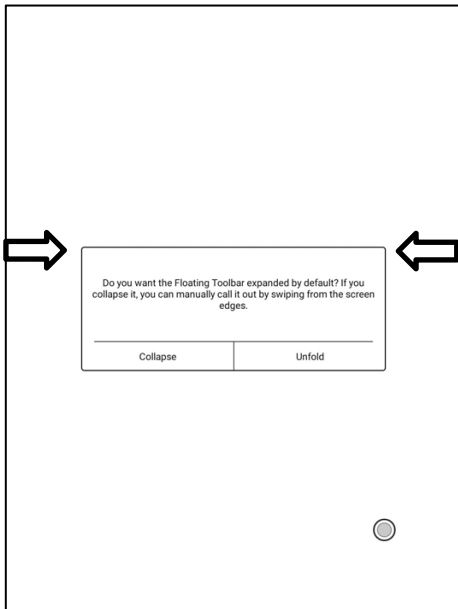 Do you want the Floating Toolbar expanded by default? If you
collapse it, you can manually call it out by swiping from the screen
edges.
Collapse
Unfold